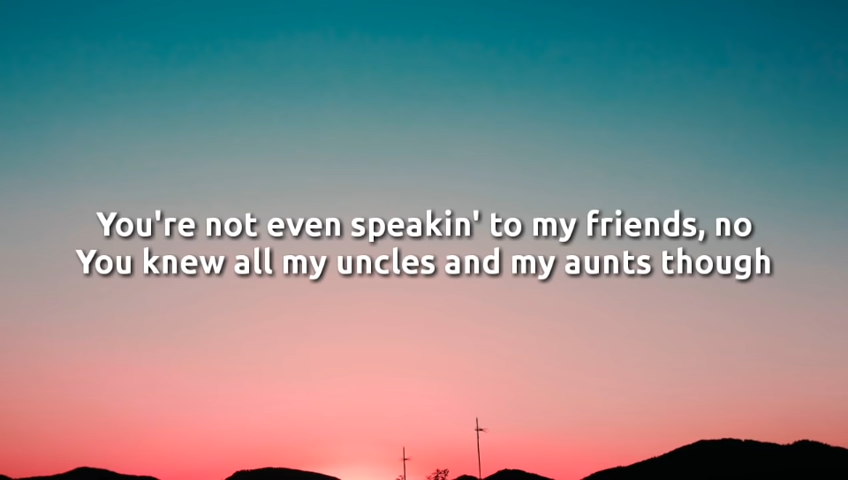 You're not even speakin' to my friends, no
You knew all my uncles and my aunts though